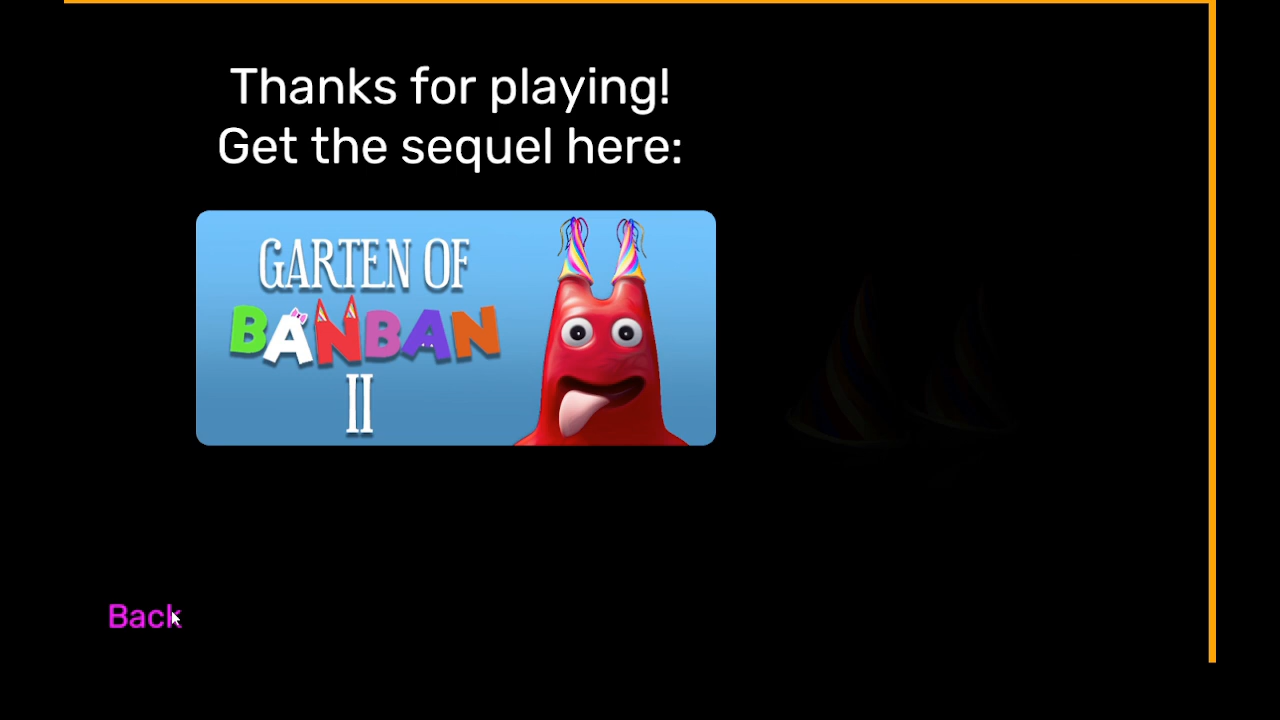 Thanks for playing!
Get the sequel here:
GARTEN OF
BANBAN
II
Back